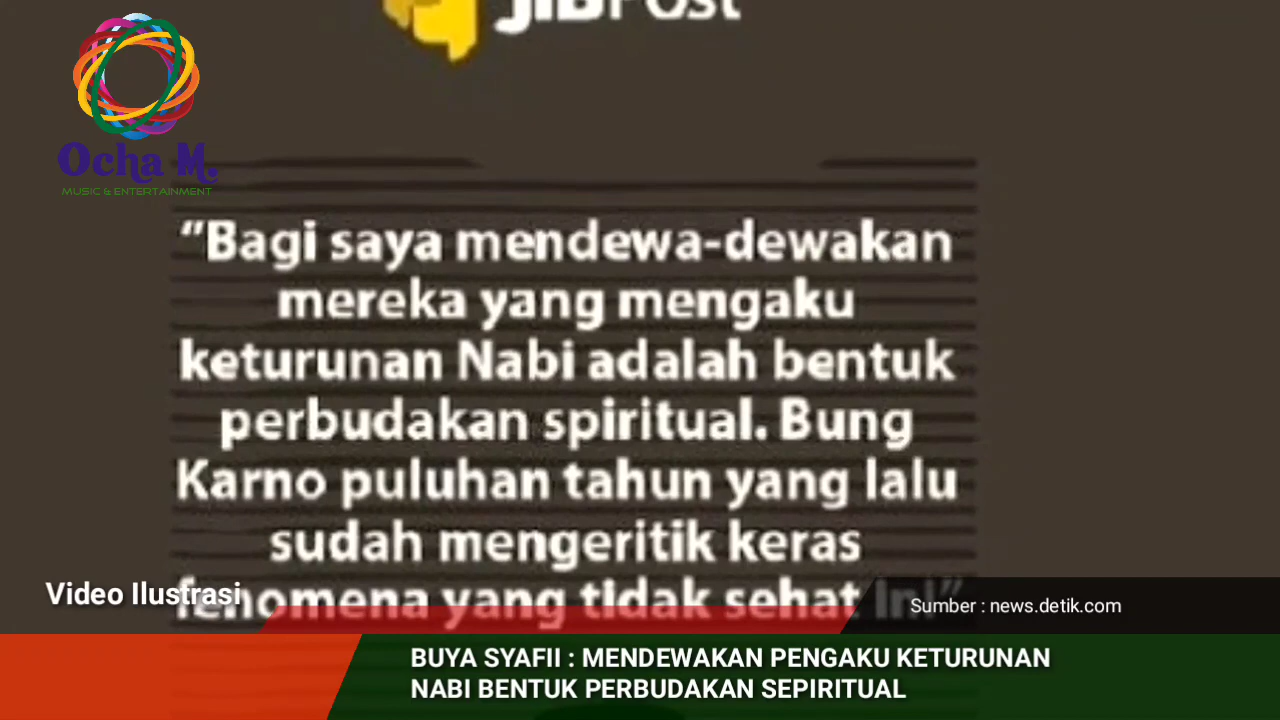 JIBPost
Ocha M.
MUSIC & ENTERTAINMENT
"Bagi saya mendewa-dewakan
mereka yang mengaku
keturunan Nabi adalah bentuk
perbudakan spiritual. Bung
Karno puluhan tahun yang lalu
sudah mengeritik keras
fenomena yang tidak sehat ini"
Video Ilustrasi
Sumber : news.detik.com
BUYA SYAFII : MENDEWAKAN PENGAKU KETURUNAN
NABI BENTUK PERBUDAKAN SEPIRITUAL